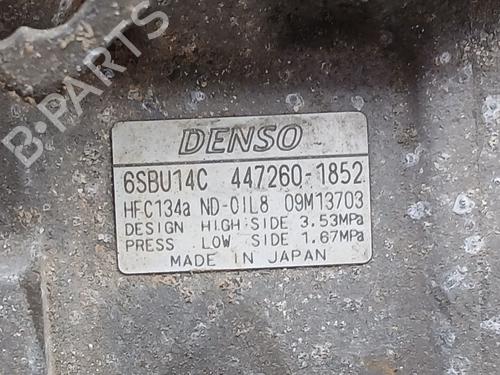 B-PARTS
DENSO
6SBU14C 447260-1852
HFC134a ND-OIL8 09M13703
DESIGN HIGH SIDE 3.53MPa
PRESS LOW SIDE 1.67MPa
MADE IN JAPAN